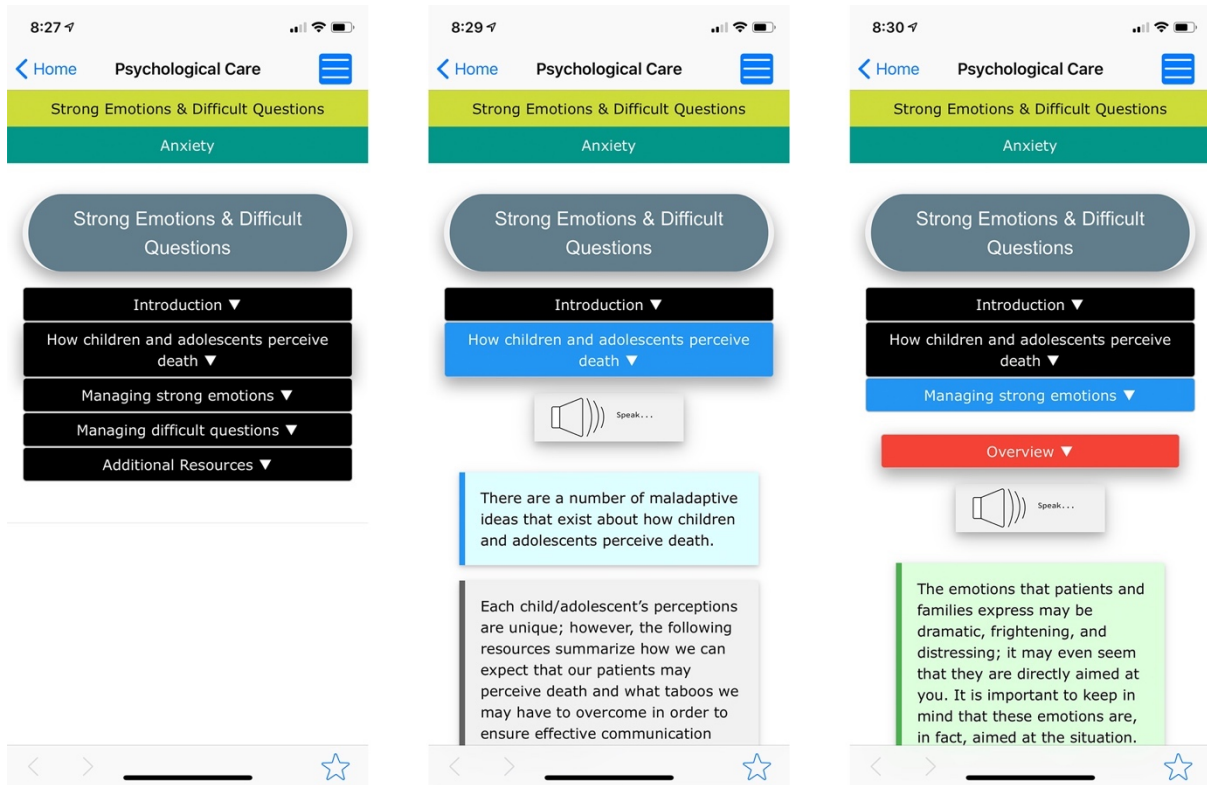 8:27
Home Psychological Care
Strong Emotions & Difficult Questions
Anxiety
Strong Emotions & Difficult
Questions
Introduction ▼
How children and adolescents perceive
death ▼
Managing strong emotions ▼
Managing difficult questions ▼
Additional Resources ▼
8:29
Home Psychological Care
Strong Emotions & Difficult Questions
Anxiety
Strong Emotions & Difficult
Questions
Introduction ▼
How children and adolescents perceive
death ▼
Speak...
There are a number of maladaptive
ideas that exist about how children
and adolescents perceive death.
Each child/adolescent’s perceptions
are unique; however, the following
resources summarize how we can
expect that our patients may
perceive death and what taboos we
may have to overcome in order to
ensure effective communication
8:30
Home Psychological Care
Strong Emotions & Difficult Questions
Anxiety
Strong Emotions & Difficult
Questions
Introduction ▼
How children and adolescents perceive
death ▼
Managing strong emotions ▼
Overview ▼
Speak...
The emotions that patients and
families express may be
dramatic, frightening, and
distressing; it may even seem
that they are directly aimed at
you. It is important to keep in
mind that these emotions are,
in fact, aimed at the situation.